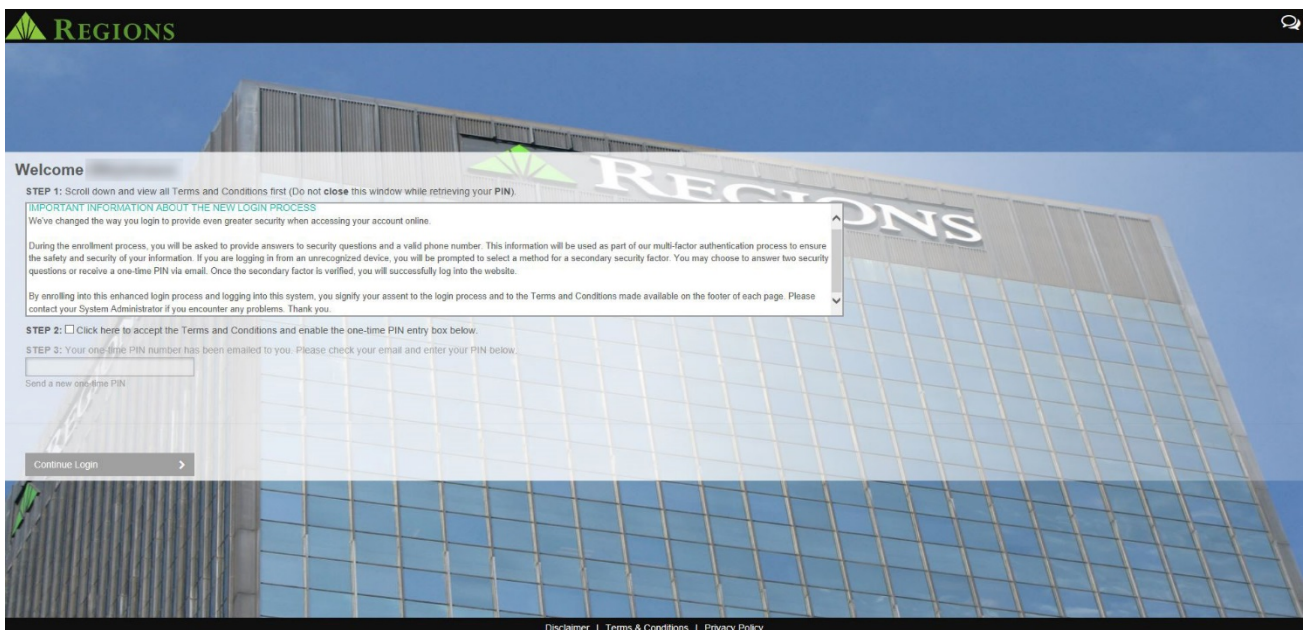 REGIONS
REGIONS
Welcome
STEP 1: Scroll down and view all Terms and Conditions first (Do not close this window while retrieving your PIN).
IMPORTANT INFORMATION ABOUT THE NEW LOGIN PROCESS
We've changed the way you login to provide even greater security when accessing your account online.
During the enrollment process, you will be asked to provide answers to security questions and a valid phone number. This information will be used as part of our multi-factor authentication process to ensure
the safety and security of your information. If you are logging in from an unrecognized device, you will be prompted to select a method for a secondary security factor. You may choose to answer two security
questions or receive a one-time PIN via email. Once the secondary factor is verified, you will successfully log into the website.
By enrolling into this enhanced login process and logging into this system, you signify your assent to the login process and to the Terms and Conditions made available on the footer of each page. Please
contact your System Administrator if you encounter any problems. Thank you.
STEP 2: Click here to accept the Terms and Conditions and enable the one-time PIN entry box below.
STEP 3: Your one-time PIN number has been emailed to you. Please check your email and enter your PIN below.
Send a new one-time PIN
Continue Login
Disclaimer | Terms & Conditions | Privacy Policy